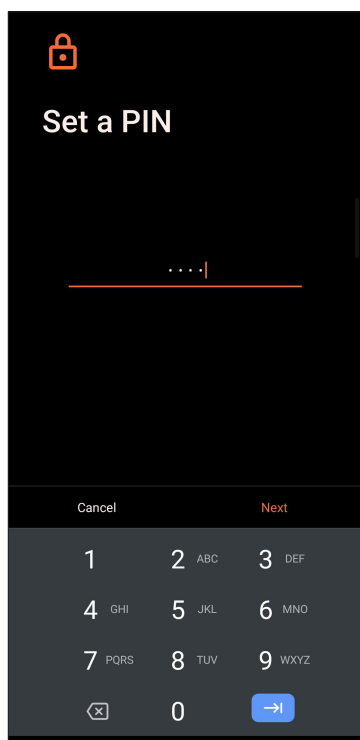 Set a PIN
••••
Cancel Next
1 2 ABC 3 DEF
4 GHI 5 JKL 6 MNO
7 PQRS 8 TUV 9 WXYZ
0